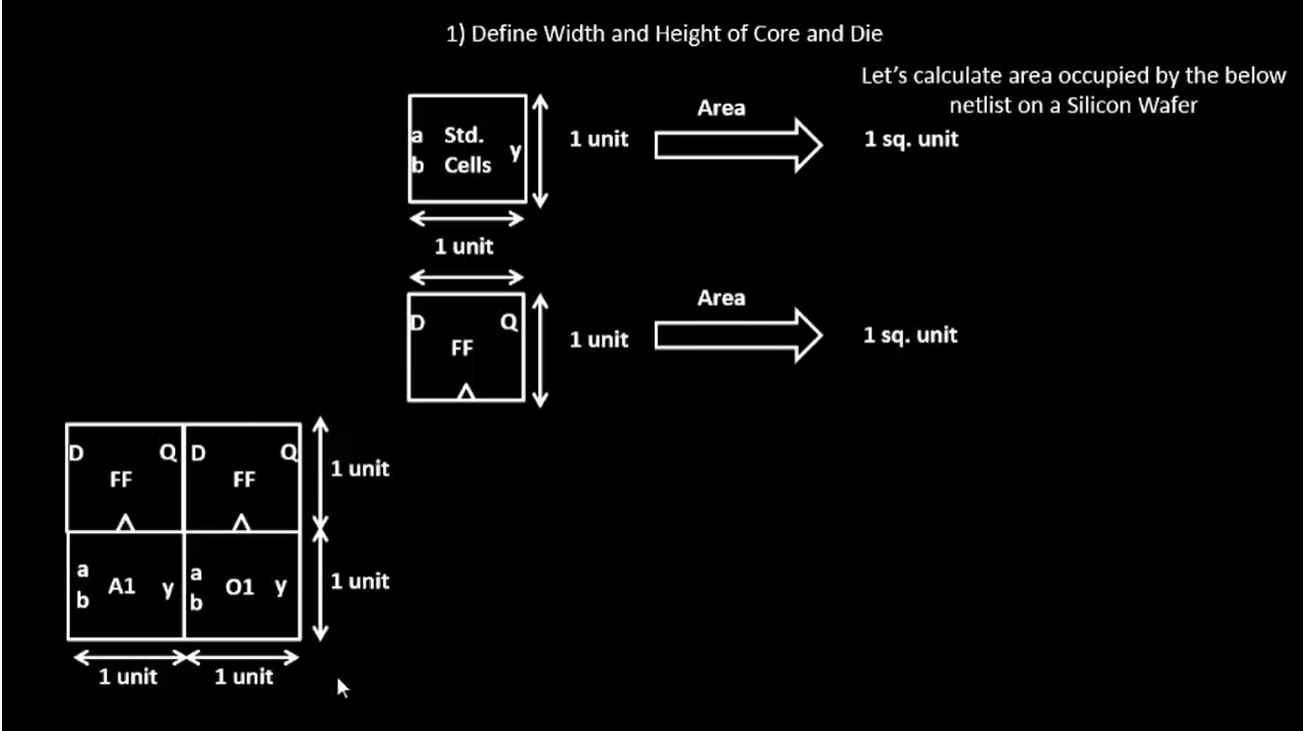 1) Define Width and Height of Core and Die
Let's calculate area occupied by the below
netlist on a Silicon Wafer
a Std. y
b Cells
1 unit
Area
1 sq. unit
1 unit
D Q
FF
1 unit
Area
1 sq. unit
D Q D Q
FF FF
1 unit
a A1 y a O1 y
b b
1 unit
1 unit 1 unit